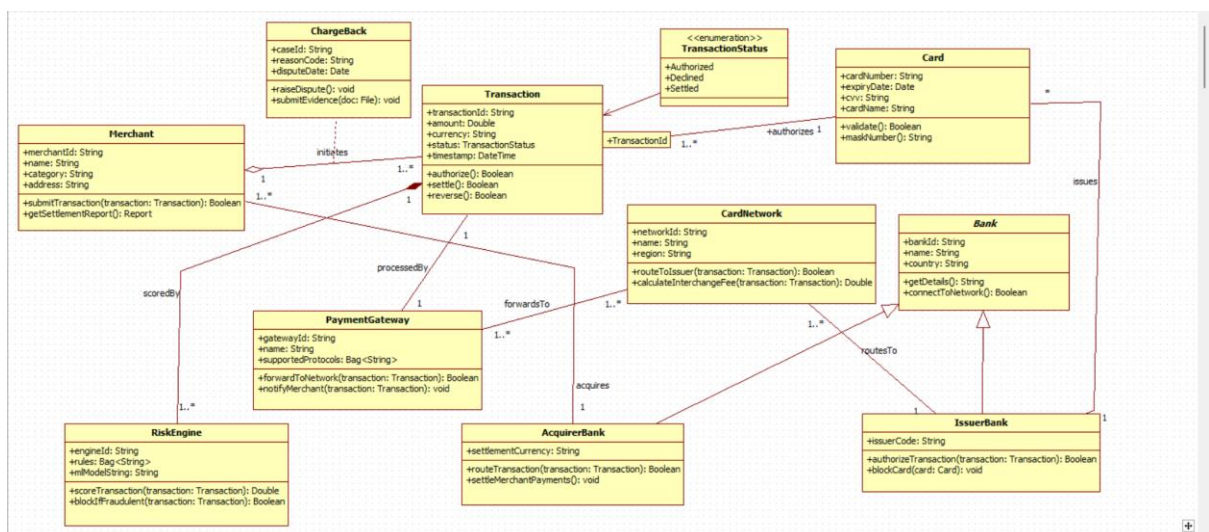 ChargeBack
+caseId: String
+reasonCode: String
+disputeDate: Date
+raiseDispute(): void
+submitEvidence(doc: File): void
<<enumeration>>
TransactionStatus
+Authorized
+Declined
+Settled
Card
+cardNumber: String
+expiryDate: Date
+cvv: String
+cardName: String
+validate(): Boolean
+maskNumber(): String
Transaction
+transactionId: String
+amount: Double
+currency: String
+status: TransactionStatus
+timestamp: DateTime
+authorize(): Boolean
+settle(): Boolean
+reverse(): Boolean
+TransactionId
1..*
+authorizes
1
*
Merchant
+merchantId: String
+name: String
+category: String
+address: String
+submitTransaction(transaction: Transaction): Boolean
+getSettlementReport(): Report
initiates
1
1..*
1..*
1
1
issues
CardNetwork
+networkId: String
+name: String
+region: String
+routeToIssuer(transaction: Transaction): Boolean
+calculateInterchangeFee(transaction: Transaction): Double
Bank
+bankId: String
+name: String
+country: String
+getDetails(): String
+connectToNetwork(): Boolean
processedBy
scoredBy
forwardsTo
1
1..*
1..*
1..*
routesTo
PaymentGateway
+gatewayId: String
+name: String
+supportedProtocols: Bag<String>
+forwardToNetwork(transaction: Transaction): Boolean
+notifyMerchant(transaction: Transaction): void
acquires
1..*
1
1
1
RiskEngine
+engineId: String
+rules: Bag<String>
+mlModelString: String
+scoreTransaction(transaction: Transaction): Double
+blockIfFraudulent(transaction: Transaction): Boolean
AcquirerBank
+settlementCurrency: String
+routeTransaction(transaction: Transaction): Boolean
+settleMerchantPayments(): void
IssuerBank
+issuerCode: String
+authorizeTransaction(transaction: Transaction): Boolean
+blockCard(card: Card): void